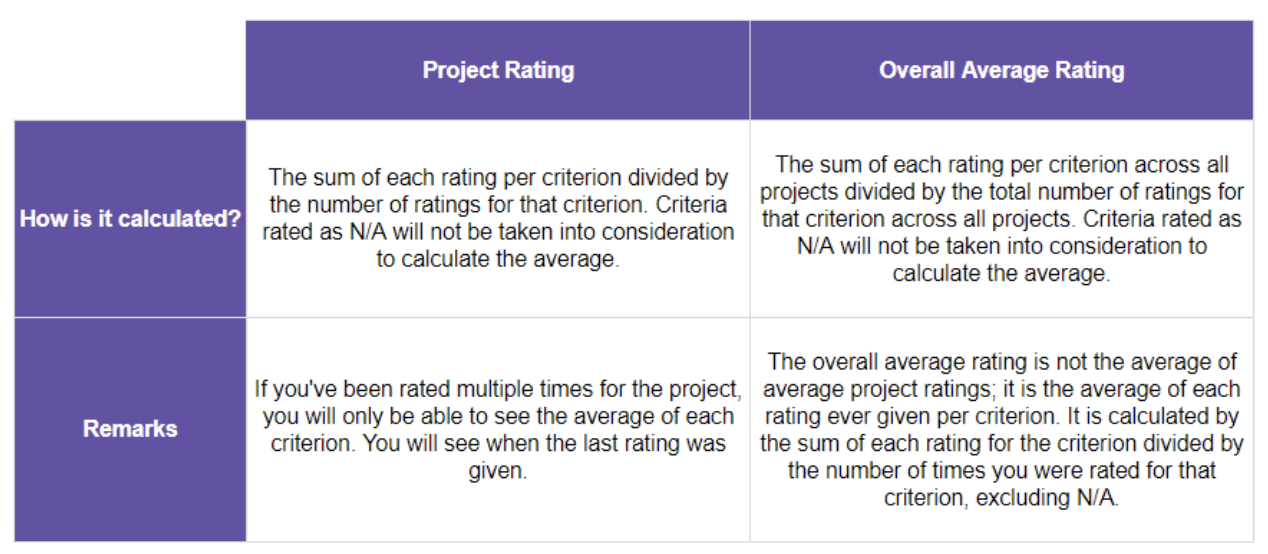 Project Rating
Overall Average Rating
How is it calculated?
The sum of each rating per criterion divided by
the number of ratings for that criterion. Criteria
rated as N/A will not be taken into consideration
to calculate the average.
The sum of each rating per criterion across all
projects divided by the total number of ratings for
that criterion across all projects. Criteria rated as
N/A will not be taken into consideration to
calculate the average.
Remarks
If you've been rated multiple times for the project,
you will only be able to see the average of each
criterion. You will see when the last rating was
given.
The overall average rating is not the average of
average project ratings; it is the average of each
rating ever given per criterion. It is calculated by
the sum of each rating for the criterion divided by
the number of times you were rated for that
criterion, excluding N/A.